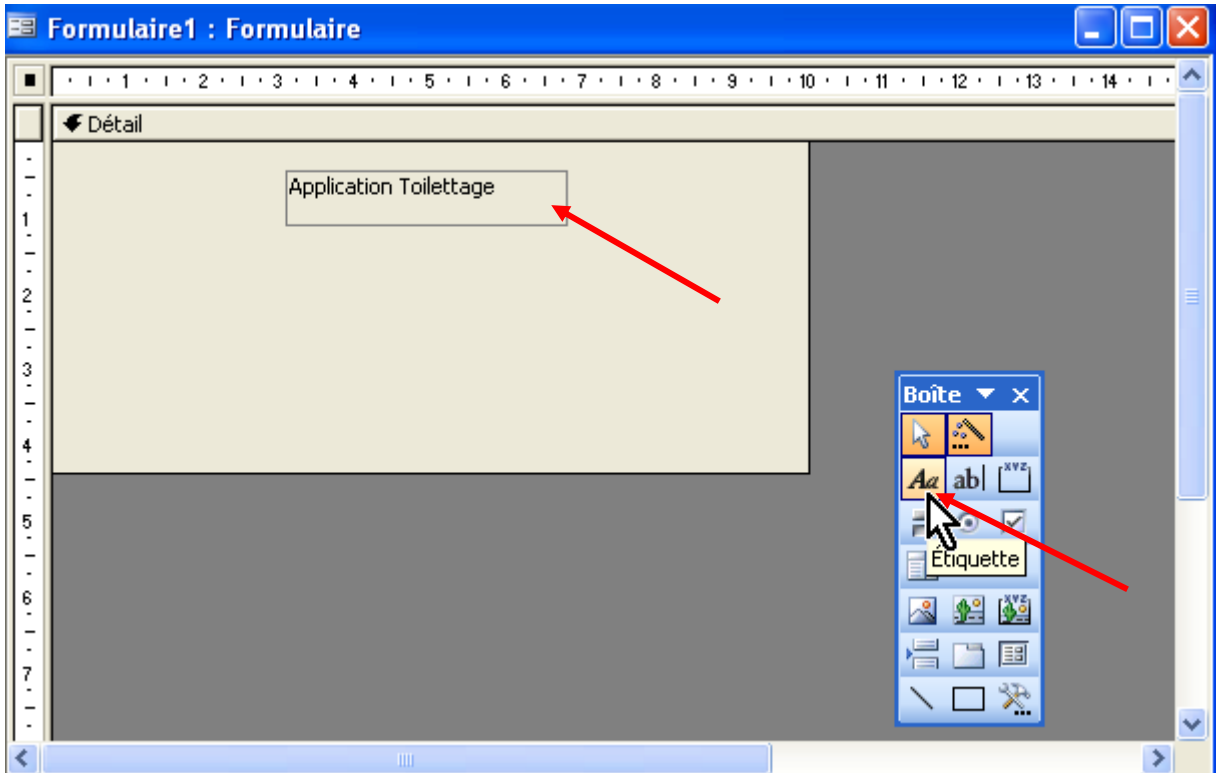 Formulaire1 : Formulaire
1 2 3 4 5 6 7 8 9 10 11 12 13 14
Détail
Application Toilettage
1
2
3
4
5
6
7
Boîte
Aa ab| XYZ
Étiquette
XYZ